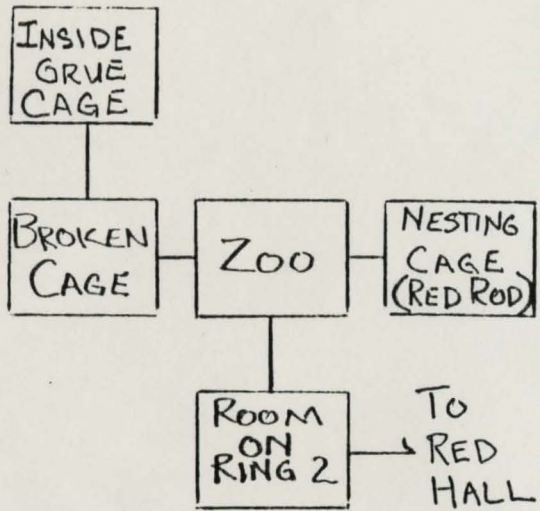 INSIDE
GRUE
CAGE
BROKEN
CAGE
ZOO
NESTING
CAGE
(RED ROD)
ROOM
ON
RING 2
TO
RED
HALL